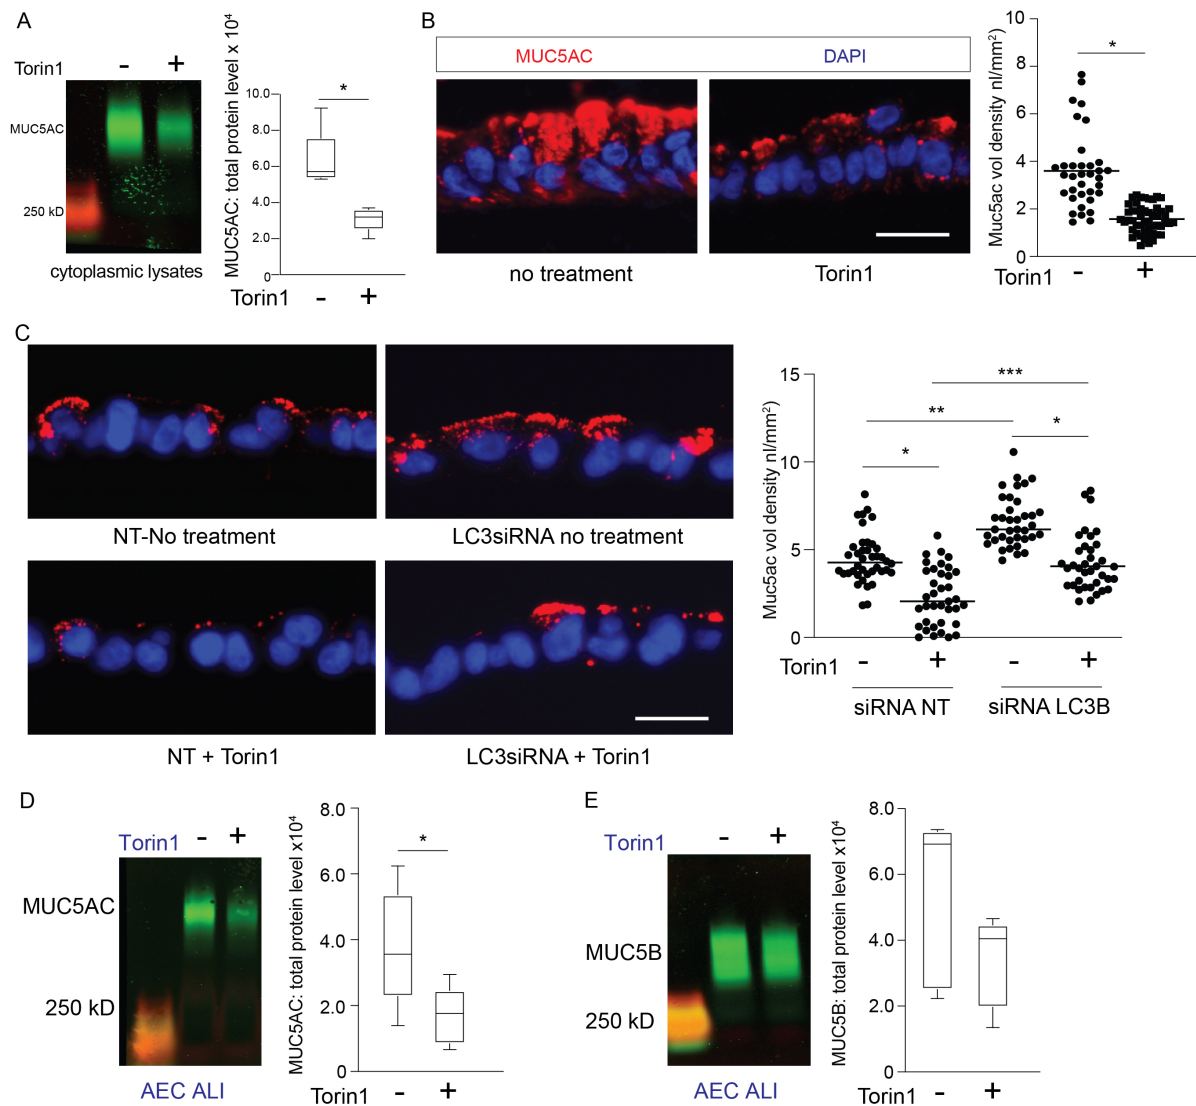 A
Torin1 - +
MUC5AC
250 kD
cytoplasmic lysates
MUC5AC: total protein level x 10⁴
10.0
8.0
6.0
4.0
2.0
0
*
Torin1 - +
B
MUC5AC DAPI
no treatment Torin1
Muc5ac vol density nl/mm²)
10
8
6
4
2
0
*
Torin1 - +
C
NT-No treatment LC3siRNA no treatment
NT + Torin1 LC3siRNA + Torin1
Muc5ac vol density nl/mm²)
15
10
5
0
***
**
*
*
Torin1 - + - +
siRNA NT siRNA LC3B
D
Torin1 - +
MUC5AC
250 kD
AEC ALI
MUC5AC: total protein level x10⁴
8.0
6.0
4.0
2.0
0
*
Torin1 - +
E
Torin1 - +
MUC5B
250 kD
AEC ALI
MUC5B: total protein level x10⁴
8.0
6.0
4.0
2.0
0
Torin1 - +